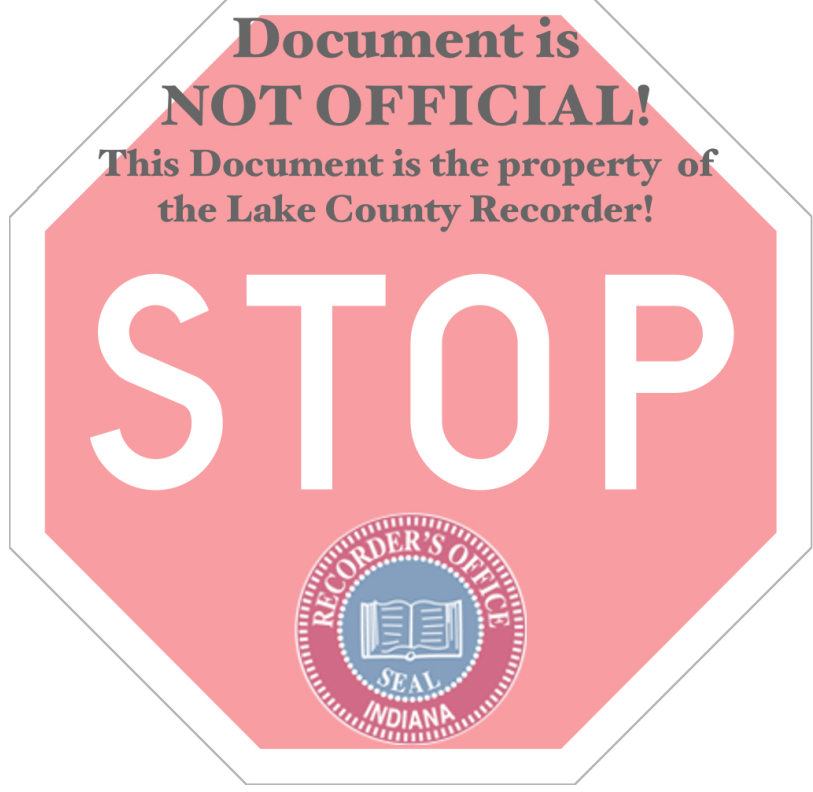 Document is
NOT OFFICIAL!
This Document is the property of
the Lake County Recorder!
STOP
RECORDER'S OFFICE
SEAL
INDIANA